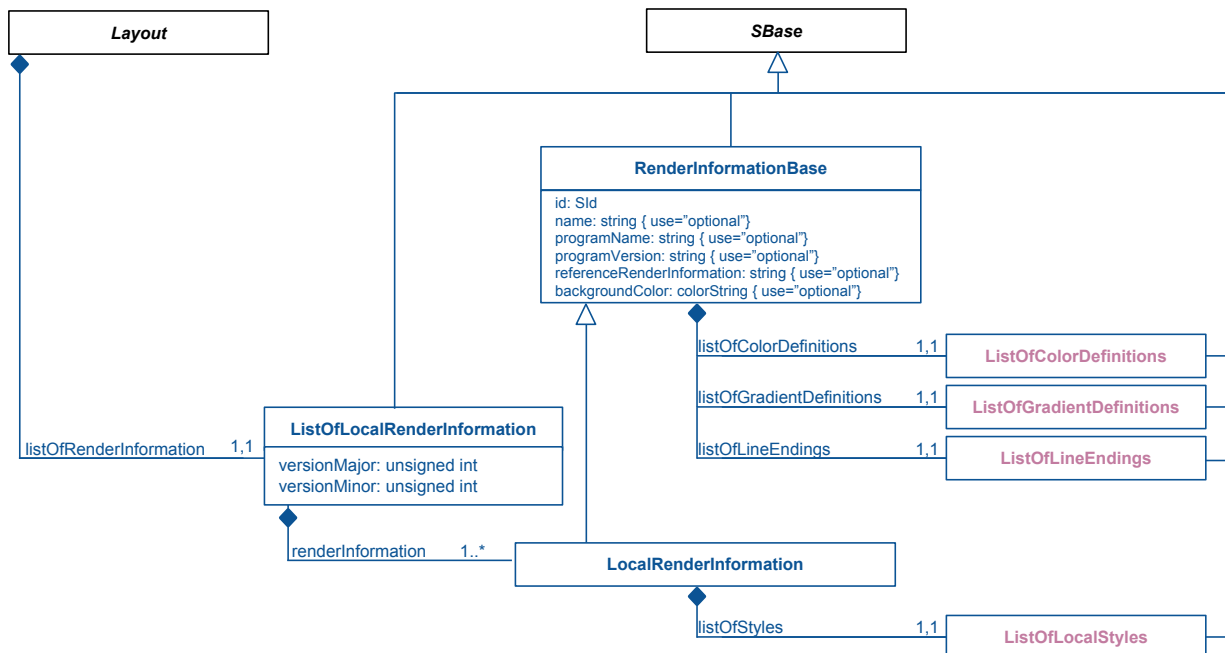 Layout
SBase
RenderInformationBase
id: SId
name: string { use=”optional”}
programName: string { use=”optional”}
programVersion: string { use=”optional”}
referenceRenderInformation: string { use=”optional”}
backgroundColor: colorString { use=”optional”}
listOfColorDefinitions 1,1
ListOfColorDefinitions
listOfGradientDefinitions 1,1
ListOfGradientDefinitions
listOfLineEndings 1,1
ListOfLineEndings
listOfRenderInformation 1,1
ListOfLocalRenderInformation
versionMajor: unsigned int
versionMinor: unsigned int
renderInformation 1..*
LocalRenderInformation
listOfStyles 1,1
ListOfLocalStyles